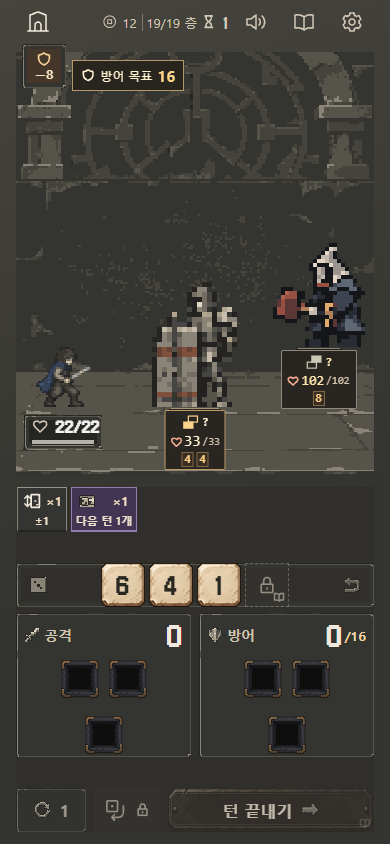 12 19/19 층 1
-8
방어 목표 16
?
102/102
8
22/22
?
33/33
4 4
×1
±1
×1
다음 턴 1개
6 4 1
공격 0
방어 0/16
1
턴 끝내기